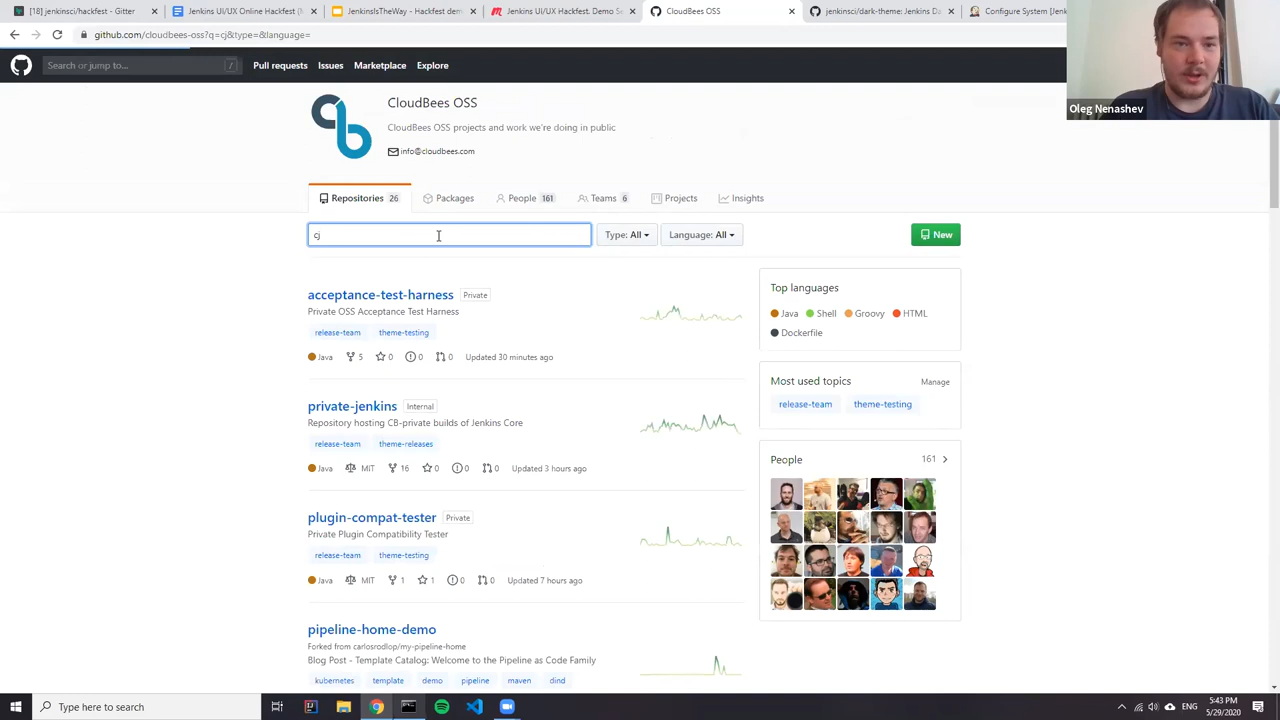 [18] jenkinsci/hackfest - Gitter
Jenkins UI/UX Online Hackfest (M
JenkinsIsTheWay - Hackfest demo
Jenkins UI/UX Hackfest. Demo Se
CloudBees OSS
jenkinsci/dark-theme: Jenkins Da
Configure System [Jenk
github.com/cloudbees-oss?q=cj&type=&language=
Search or jump to...
/
Pull requests
Issues
Marketplace
Explore
Oleg Nenashev
CloudBees OSS
CloudBees OSS projects and work we're doing in public
info@cloudbees.com
Repositories 26
Packages
People 161
Teams 6
Projects
Insights
cj
Type: All
Language: All
New
acceptance-test-harness Private
Private OSS Acceptance Test Harness
release-team theme-testing
Java 5 0 0 0 Updated 30 minutes ago
private-jenkins Internal
Repository hosting CB-private builds of Jenkins Core
release-team theme-releases
Java MIT 16 0 0 0 Updated 3 hours ago
plugin-compat-tester Private
Private Plugin Compatibility Tester
release-team theme-testing
Java MIT 1 1 0 0 Updated 7 hours ago
pipeline-home-demo
Forked from carlosrodlop/my-pipeline-home
Blog Post - Template Catalog: Welcome to the Pipeline as Code Family
kubernetes template demo pipeline maven dind
Top languages
Java Shell Groovy HTML
Dockerfile
Most used topics Manage
release-team theme-testing
People 161
Type here to search
ENG
5:43 PM
5/29/2020